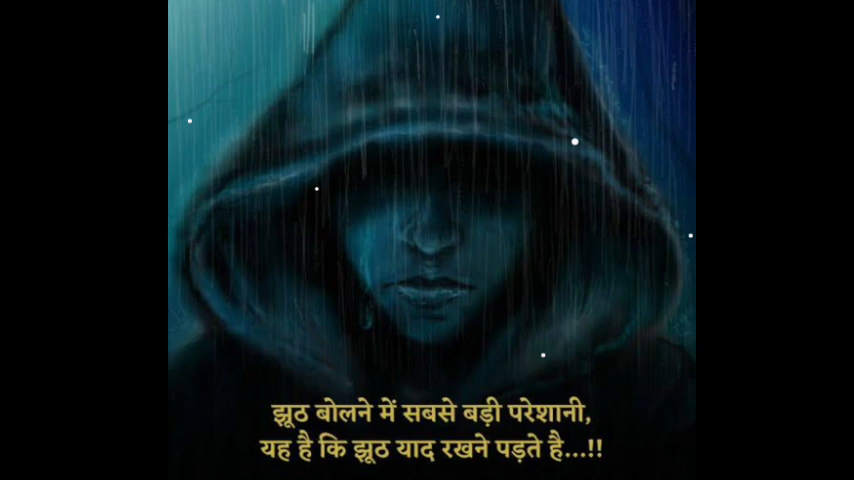 झूठ बोलने में सबसे बड़ी परेशानी,
यह है कि झूठ याद रखने पड़ते है...!!